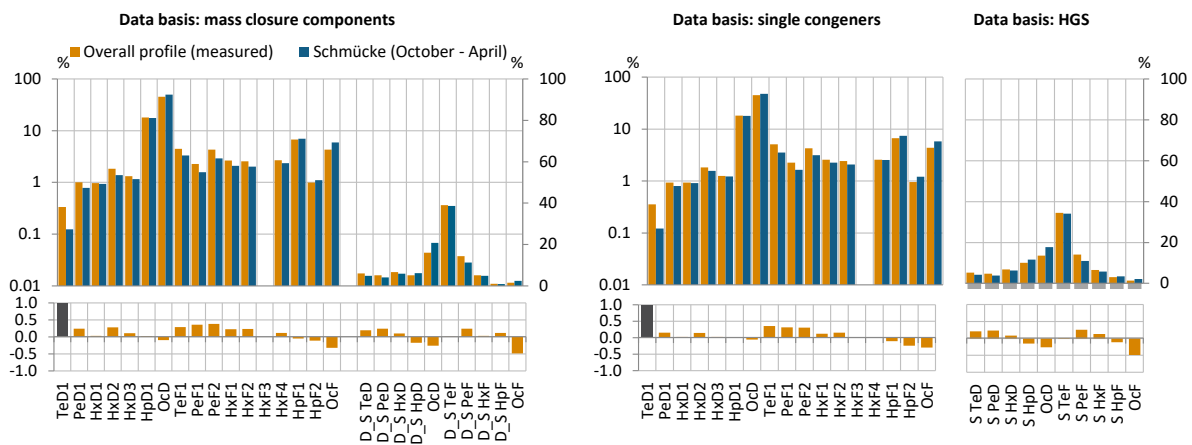 Data basis: mass closure components
Data basis: single congeners
Data basis: HGS
Overall profile (measured)
Schmücke (October - April)
%
%
%
%
100
10
1
0.1
0.01
100
80
60
40
20
0
1.0
0.5
0.0
-0.5
-1.0
TeD1
PeD1
HxD1
HxD2
HxD3
HpD1
OcD
TeF1
PeF1
PeF2
HxF1
HxF2
HxF3
HxF4
HpF1
HpF2
OcF
D_S TeD
D_S PeD
D_S HxD
D_S HpD
OcD
D_S TeF
D_S PeF
D_S HxF
D_S HpF
OcF
100
10
1
0.1
0.01
1.0
0.5
0.0
-0.5
-1.0
TeD1
PeD1
HxD1
HxD2
HxD3
HpD1
OcD
TeF1
PeF1
PeF2
HxF1
HxF2
HxF3
HxF4
HpF1
HpF2
OcF
100
80
60
40
20
0
S TeD
S PeD
S HxD
S HpD
OcD
S TeF
S PeF
S HxF
S HpF
OcF